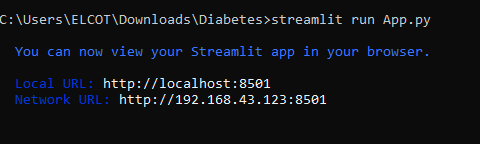 C:\Users\ELCOT\Downloads\Diabetes>streamlit run App.py
You can now view your Streamlit app in your browser.
Local URL: http://localhost:8501
Network URL: http://192.168.43.123:8501